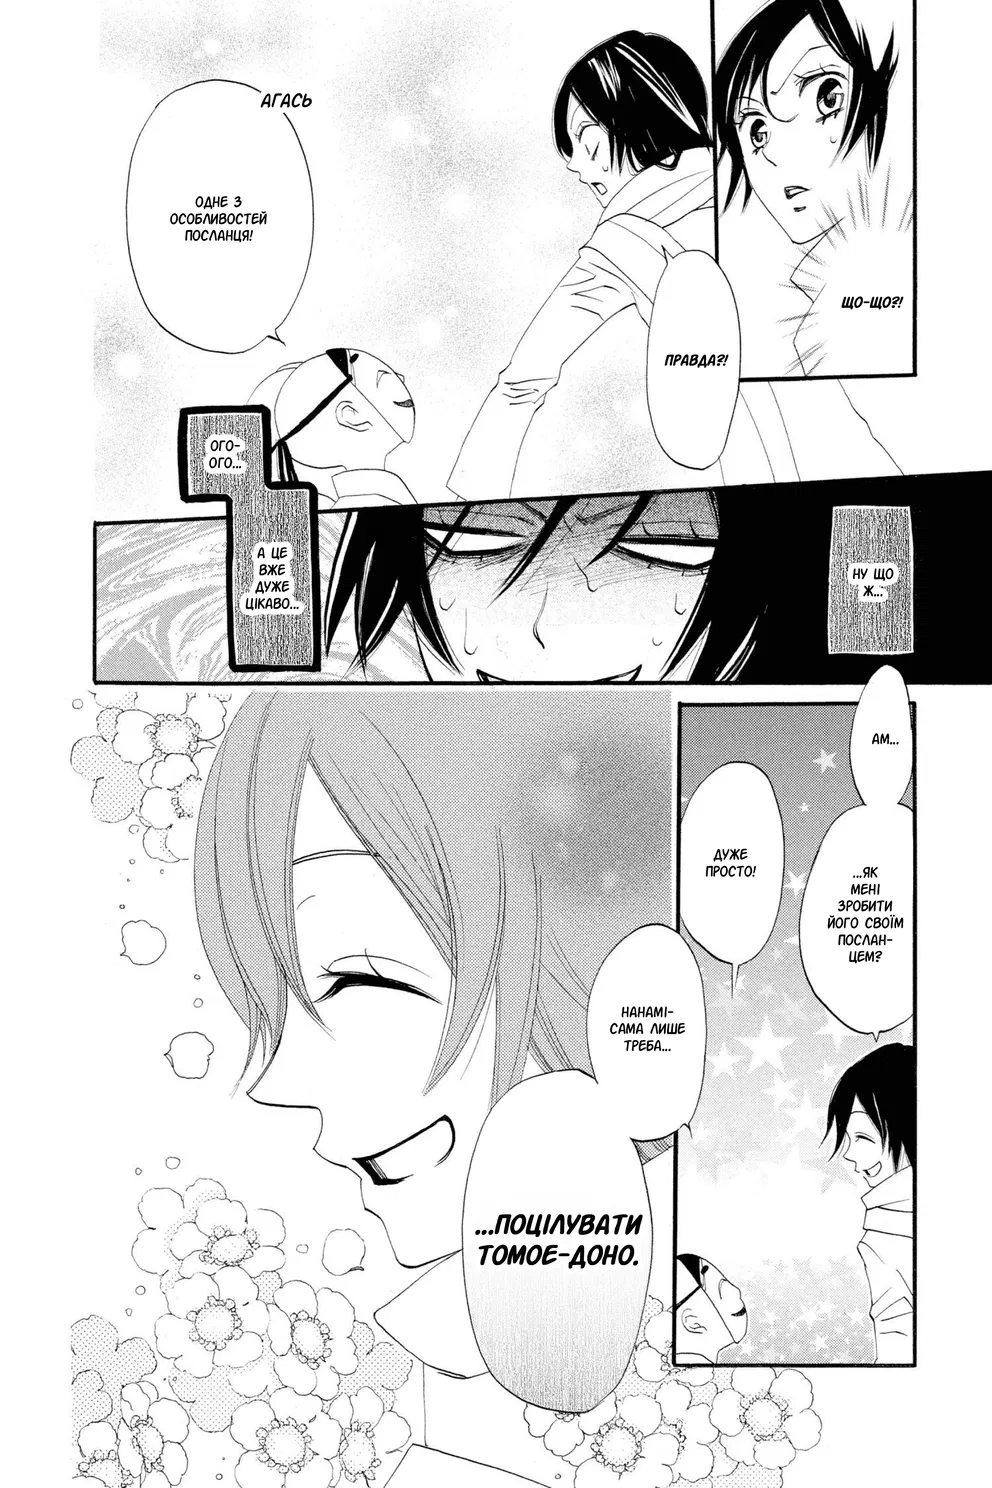 ЩО-ЩО?!
ПРАВДА?!
АГАСЬ
ОДНЕ З
ОСОБЛИВОСТЕЙ
ПОСЛАНЦЯ!
НУ ЩО
Ж...
ОГО-
ОГО...
А ЦЕ
ВЖЕ
ДУЖЕ
ЦІКАВО...
АМ...
...ЯК
МЕНІ
ЗРОБИТИ
ЙОГО СВОЇМ
ПОСЛАН-
ЦЕМ?
ДУЖЕ
ПРОСТО!
НАНАМІ-
САМА ЛИШЕ
ТРЕБА...
...ПОЦІЛУВАТИ
ТОМОЕ-ДОНО.